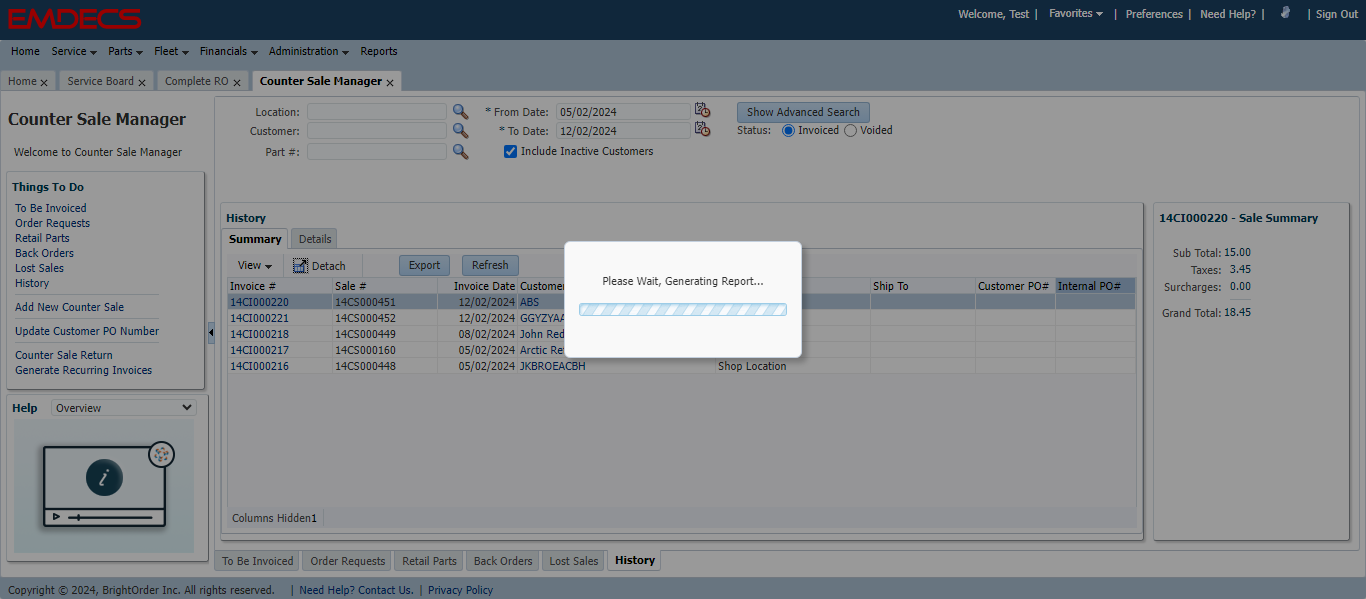 EMDECS
Welcome, Test | Favorites | Preferences | Need Help? | | Sign Out
Home Service Parts Fleet Financials Administration Reports
Home Service Board Complete RO Counter Sale Manager
Counter Sale Manager
Welcome to Counter Sale Manager
Things To Do
To Be Invoiced
Order Requests
Retail Parts
Back Orders
Lost Sales
History
Add New Counter Sale
Update Customer PO Number
Counter Sale Return
Generate Recurring Invoices
Help Overview
Location: * From Date: 05/02/2024 Show Advanced Search
Customer: * To Date: 12/02/2024 Status: Invoiced Voided
Part #: Include Inactive Customers
History
Summary Details
View Detach Export Refresh
Invoice # Sale # Invoice Date Customer Ship To Customer PO# Internal PO#
14CI000220 14CS000451 12/02/2024 ABS
14CI000221 14CS000452 12/02/2024
14CI000218 14CS000449 08/02/2024 John
14CI000217 14CS000160 05/02/2024 Arctic
14CI000216 14CS000448 05/02/2024 JKBROEACBH Shop Location
Columns Hidden1
Please Wait, Generating Report...
14CI000220 - Sale Summary
Sub Total: 15.00
Taxes: 3.45
Surcharges: 0.00
Grand Total: 18.45
To Be Invoiced Order Requests Retail Parts Back Orders Lost Sales History
Copyright © 2024, BrightOrder Inc. All rights reserved. | Need Help? Contact Us. | Privacy Policy